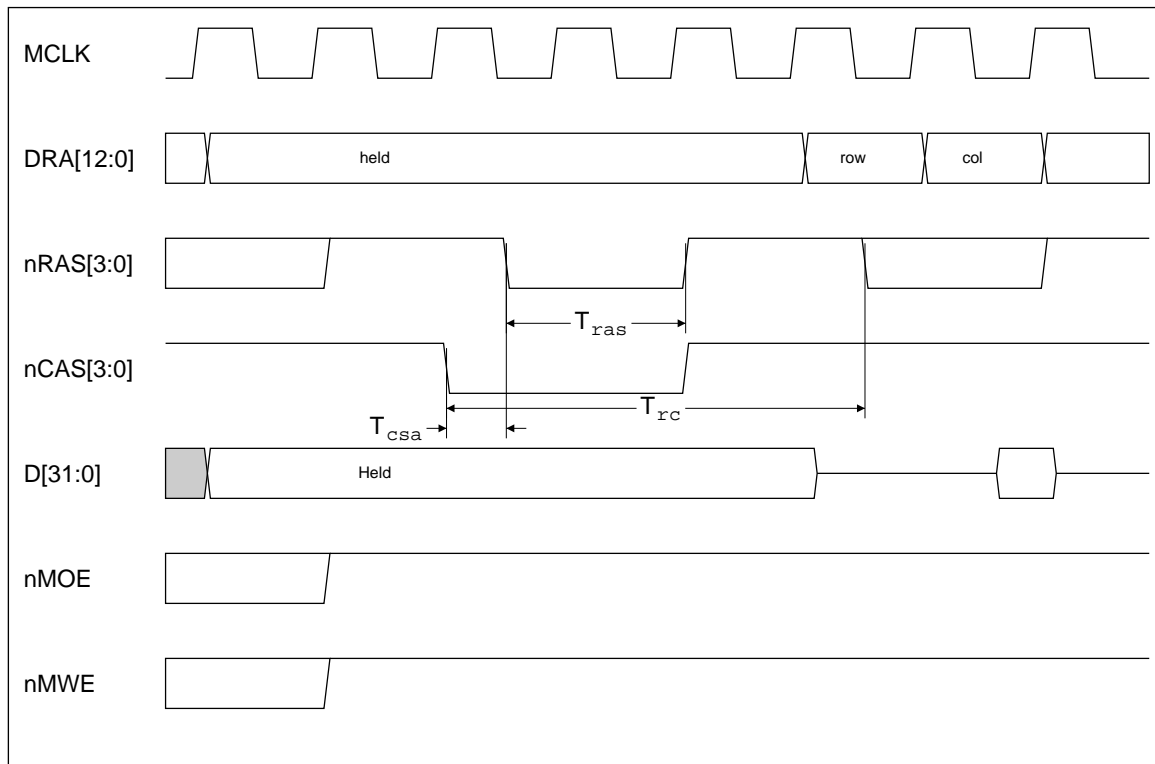 MCLK
DRA[12:0]
held
row
col
nRAS[3:0]
Tras
nCAS[3:0]
Trc
Tcsa
D[31:0]
Held
nMOE
nMWE